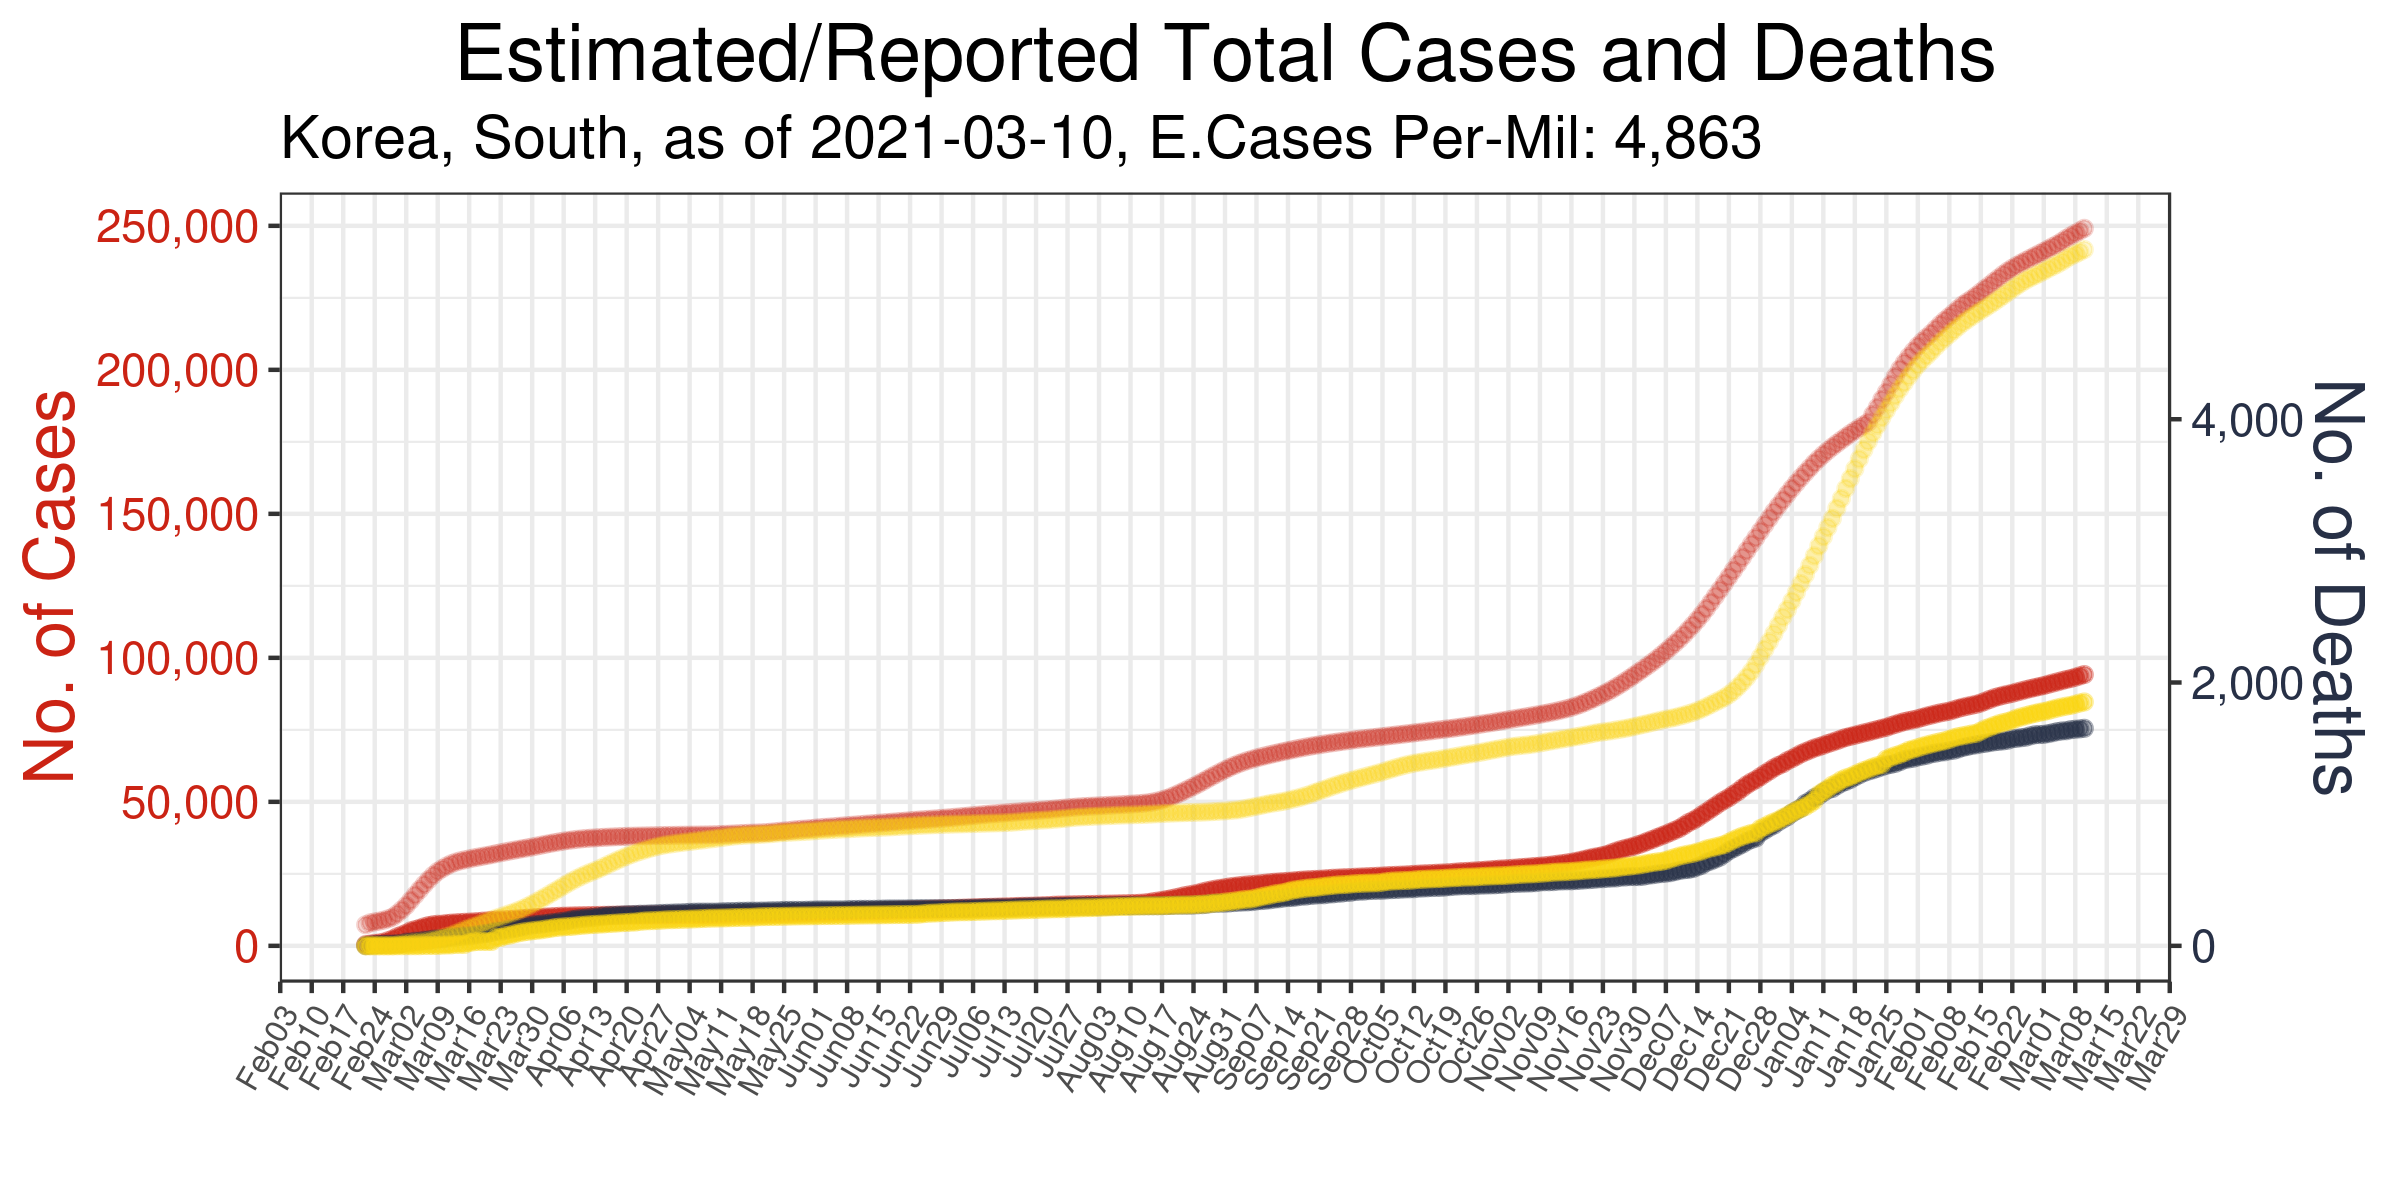 Estimated/Reported Total Cases and Deaths
Korea, South, as of 2021-03-10, E.Cases Per-Mil: 4,863
No. of Cases
250,000
200,000
150,000
100,000
50,000
0
No. of Deaths
4,000
2,000
0
Feb03 Feb10 Feb17 Feb24 Mar02 Mar09 Mar16 Mar23 Mar30 Apr06 Apr13 Apr20 Apr27 May04 May11 May18 May25 Jun01 Jun08 Jun15 Jun22 Jun29 Jul06 Jul13 Jul20 Jul27 Aug03 Aug10 Aug17 Aug24 Aug31 Sep07 Sep14 Sep21 Sep28 Oct05 Oct12 Oct19 Oct26 Nov02 Nov09 Nov16 Nov23 Nov30 Dec07 Dec14 Dec21 Dec28 Jan04 Jan11 Jan18 Jan25 Feb01 Feb08 Feb15 Feb22 Mar01 Mar08 Mar15 Mar22 Mar29